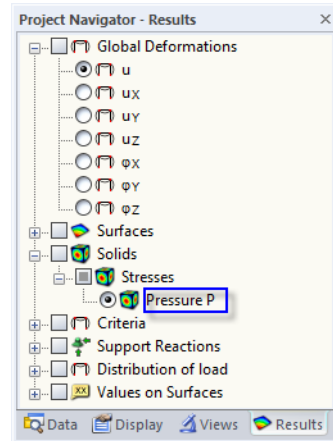 Project Navigator - Results
Global Deformations
u
ux
uY
uz
φX
φY
φZ
Surfaces
Solids
Stresses
Pressure P
Criteria
Support Reactions
Distribution of load
xx Values on Surfaces
Data Display Views Results